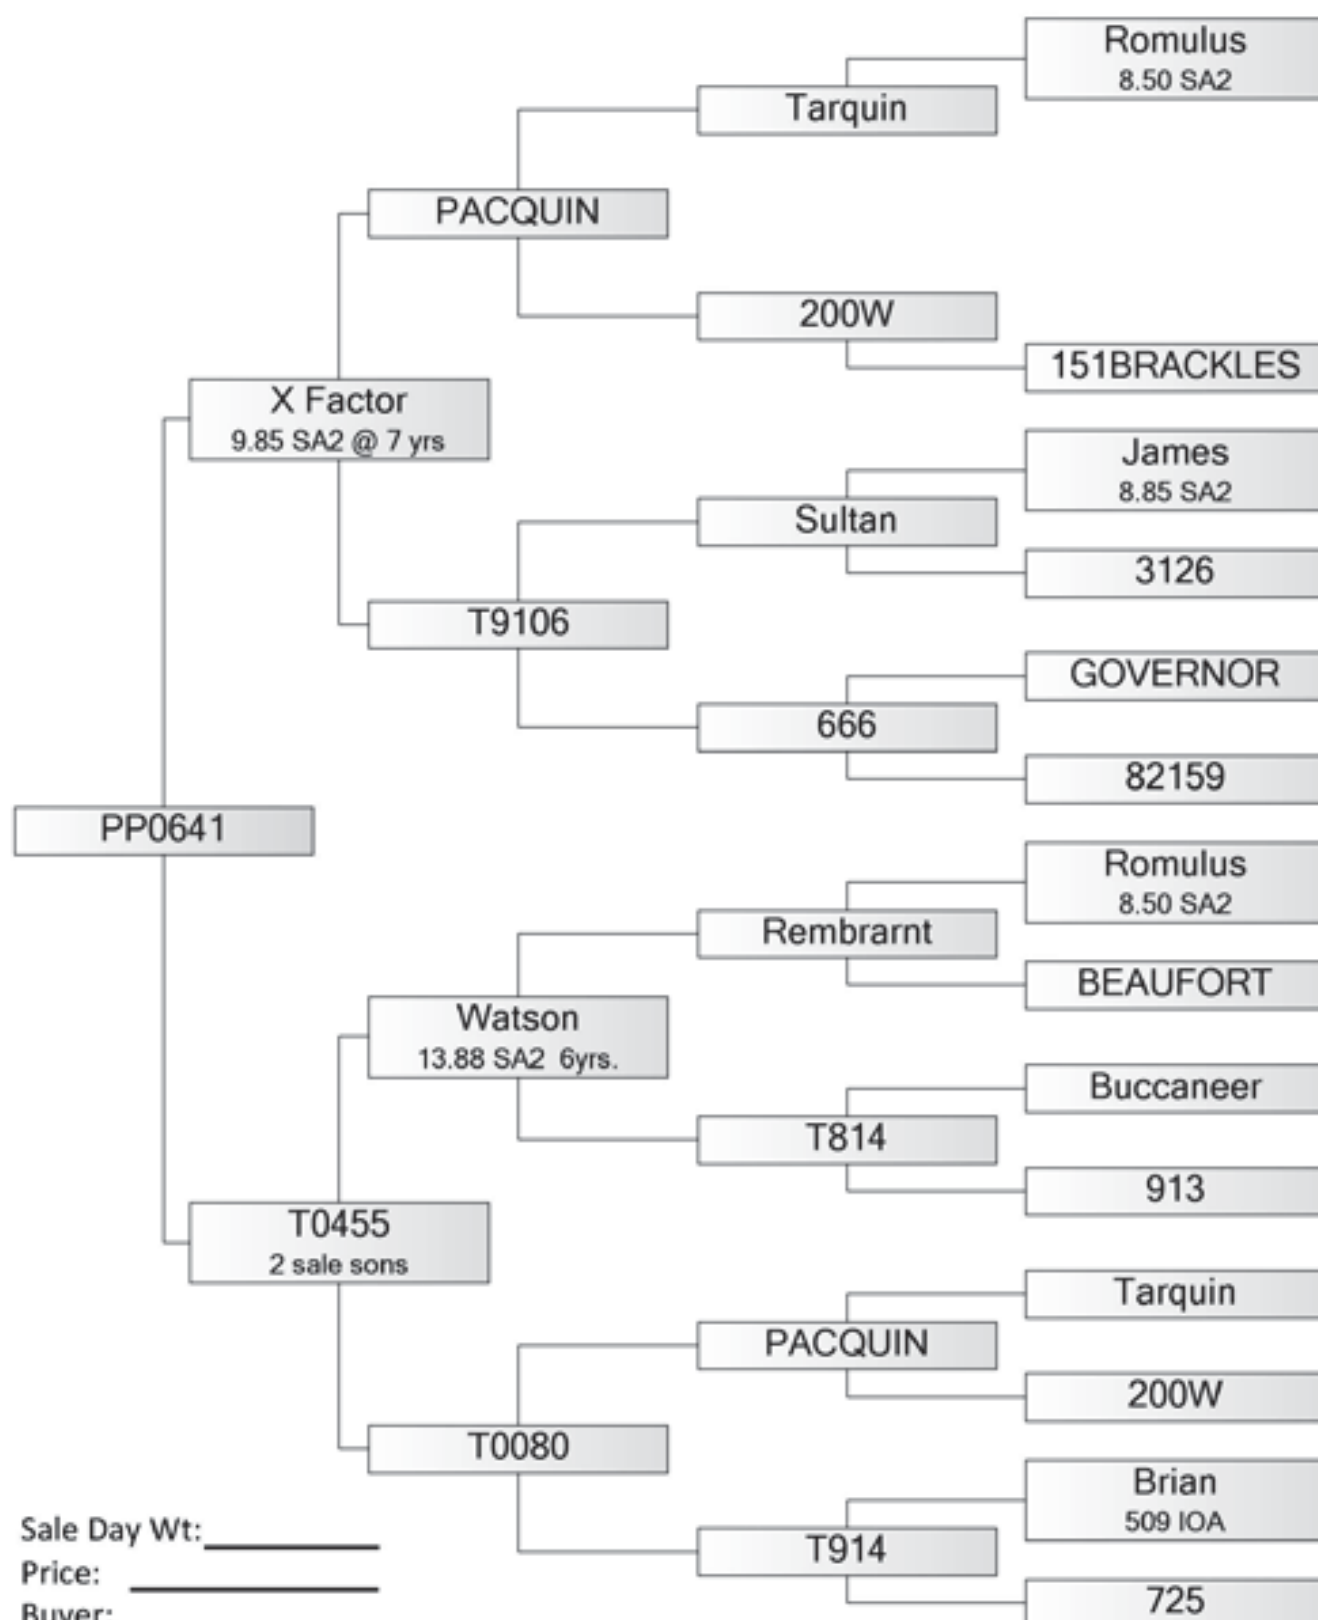 Romulus
8.50 SA2
Tarquin
PACQUIN
200W
151BRACKLES
X Factor
9.85 SA2 @ 7 yrs
James
8.85 SA2
Sultan
3126
T9106
GOVERNOR
666
82159
PP0641
Romulus
8.50 SA2
Rembrarnt
BEAUFORT
Watson
13.88 SA2 6yrs.
Buccaneer
T814
913
T0455
2 sale sons
Tarquin
PACQUIN
200W
T0080
Brian
509 IOA
T914
725
Sale Day Wt:
Price:
Buyer: